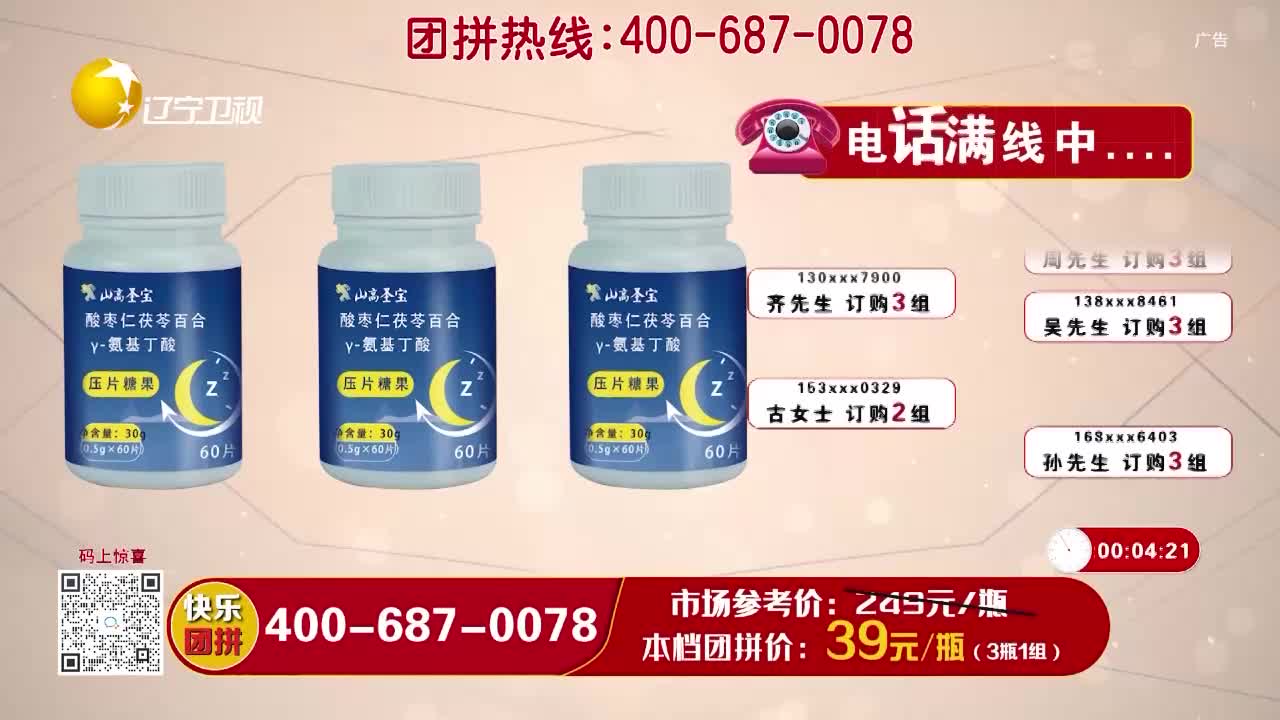 团拼热线:400-687-0078
广告
辽宁卫视
电话满线中....
山高圣宝
酸枣仁茯苓百合
γ-氨基丁酸
压片糖果
z z
净含量：30g
(0.5g×60片)
60片
山高圣宝
酸枣仁茯苓百合
γ-氨基丁酸
压片糖果
z z
净含量：30g
(0.5g×60片)
60片
山高圣宝
酸枣仁茯苓百合
γ-氨基丁酸
压片糖果
z z
净含量：30g
(0.5g×60片)
60片
130xxx7900
齐先生 订购3组
153xxx0329
古女士 订购2组
周先生 订购3组
138xxx8461
吴先生 订购3组
168xxx6403
孙先生 订购3组
00:04:21
码上惊喜
快乐
团拼
400-687-0078
市场参考价：249元/瓶
本档团拼价：39元/瓶（3瓶1组）